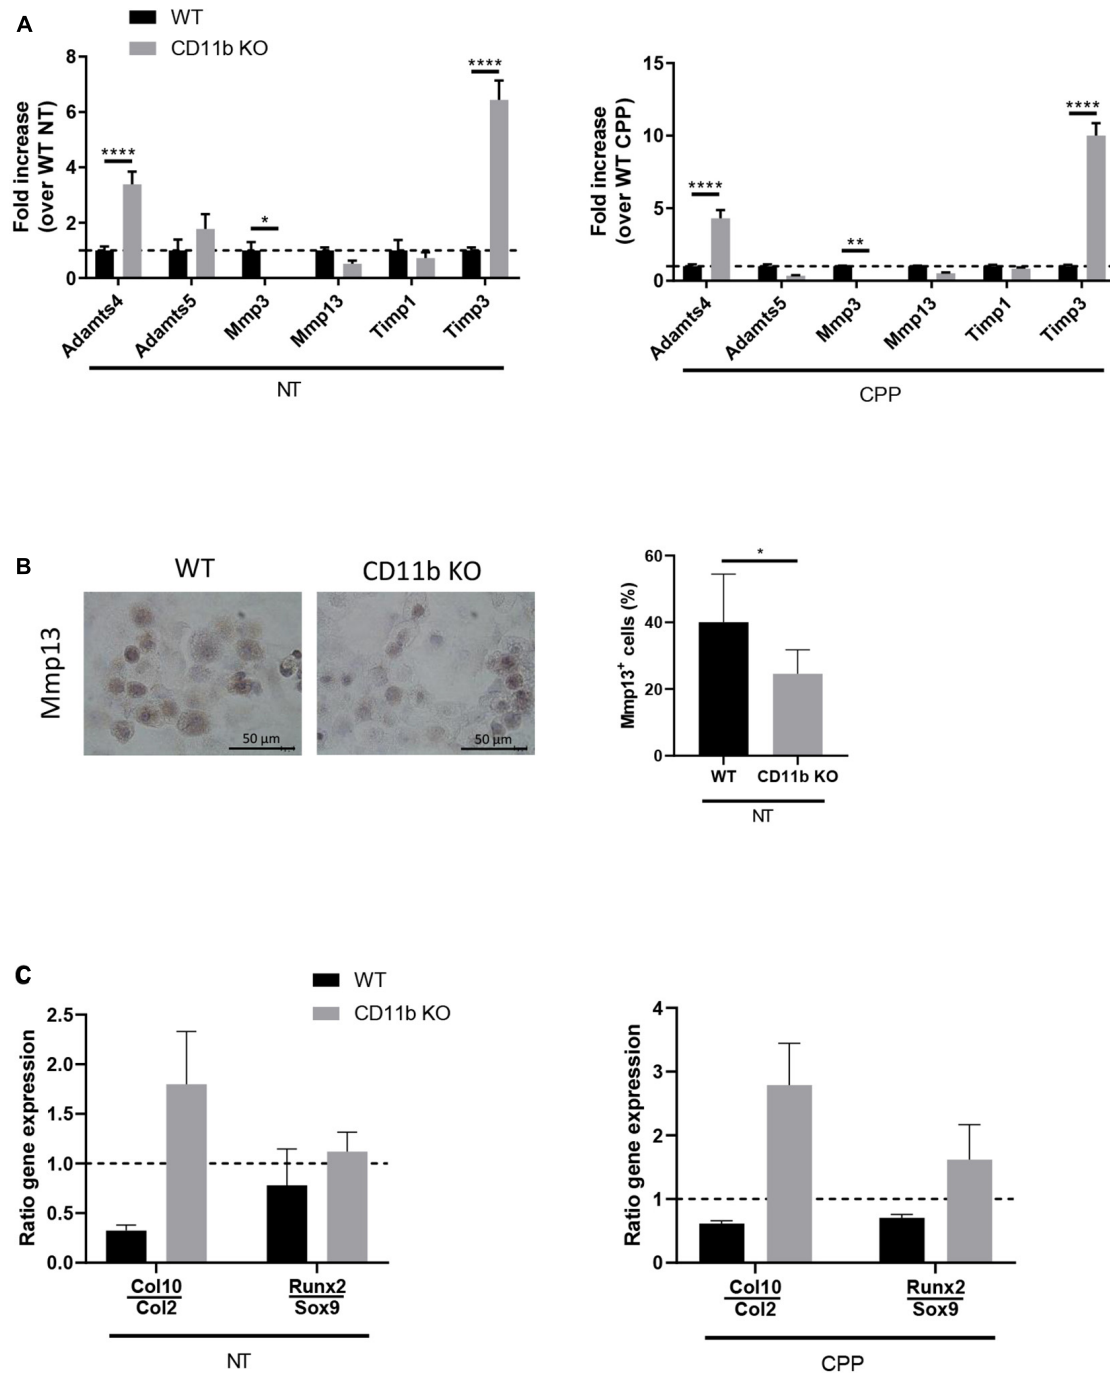 A
WT
CD11b KO
Fold increase
(over WT NT)
8
6
4
2
0
****
*
****
Adamts4
Adamts5
Mmp3
Mmp13
Timp1
Timp3
NT
Fold increase
(over WT CPP)
15
10
5
0
****
**
****
Adamts4
Adamts5
Mmp3
Mmp13
Timp1
Timp3
CPP
B
WT
CD11b KO
Mmp13
50 µm
50 µm
Mmp13+ cells (%)
60
40
20
0
*
WT
CD11b KO
NT
C
WT
CD11b KO
Ratio gene expression
2.5
2.0
1.5
1.0
0.5
0.0
Col10
Col2
Runx2
Sox9
NT
Ratio gene expression
4
3
2
1
0
Col10
Col2
Runx2
Sox9
CPP